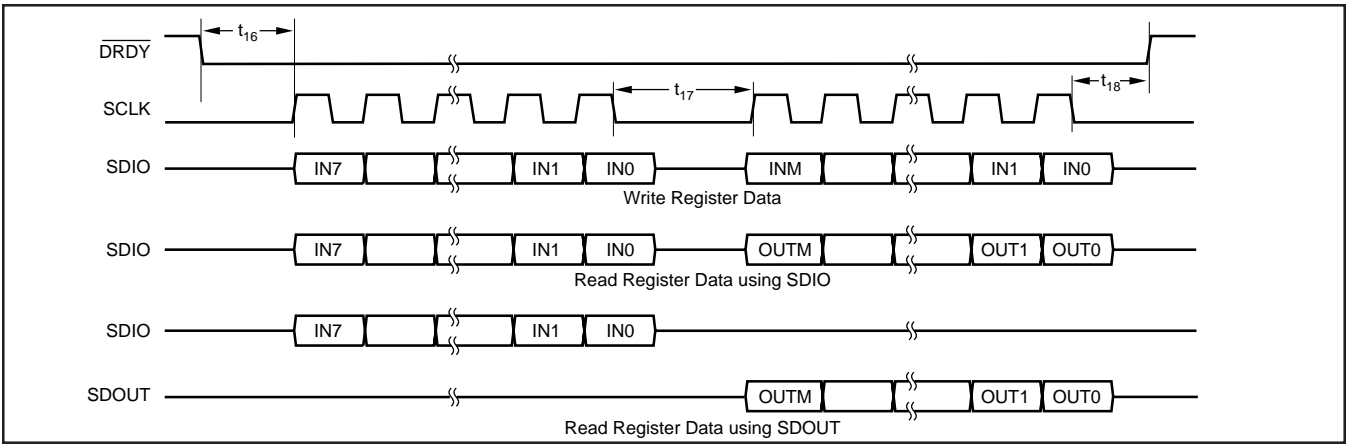 t16
DRDY
SCLK t17 t18
SDIO IN7 IN1 IN0 INM IN1 IN0
Write Register Data
SDIO IN7 IN1 IN0 OUTM OUT1 OUT0
Read Register Data using SDIO
SDIO IN7 IN1 IN0
SDOUT OUTM OUT1 OUT0
Read Register Data using SDOUT